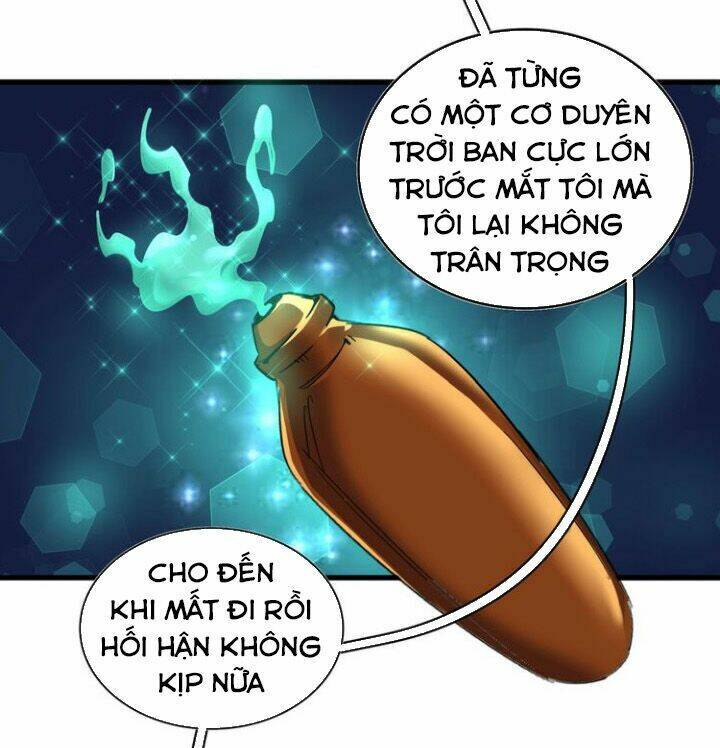 ĐÃ TỪNG
CÓ MỘT CƠ DUYÊN
TRỜI BAN CỰC LỚN
TRƯỚC MẮT TÔI MÀ
TÔI LẠI KHÔNG
TRÂN TRỌNG
CHO ĐẾN
KHI MẤT ĐI RỒI
HỐI HẬN KHÔNG
KỊP NỮA